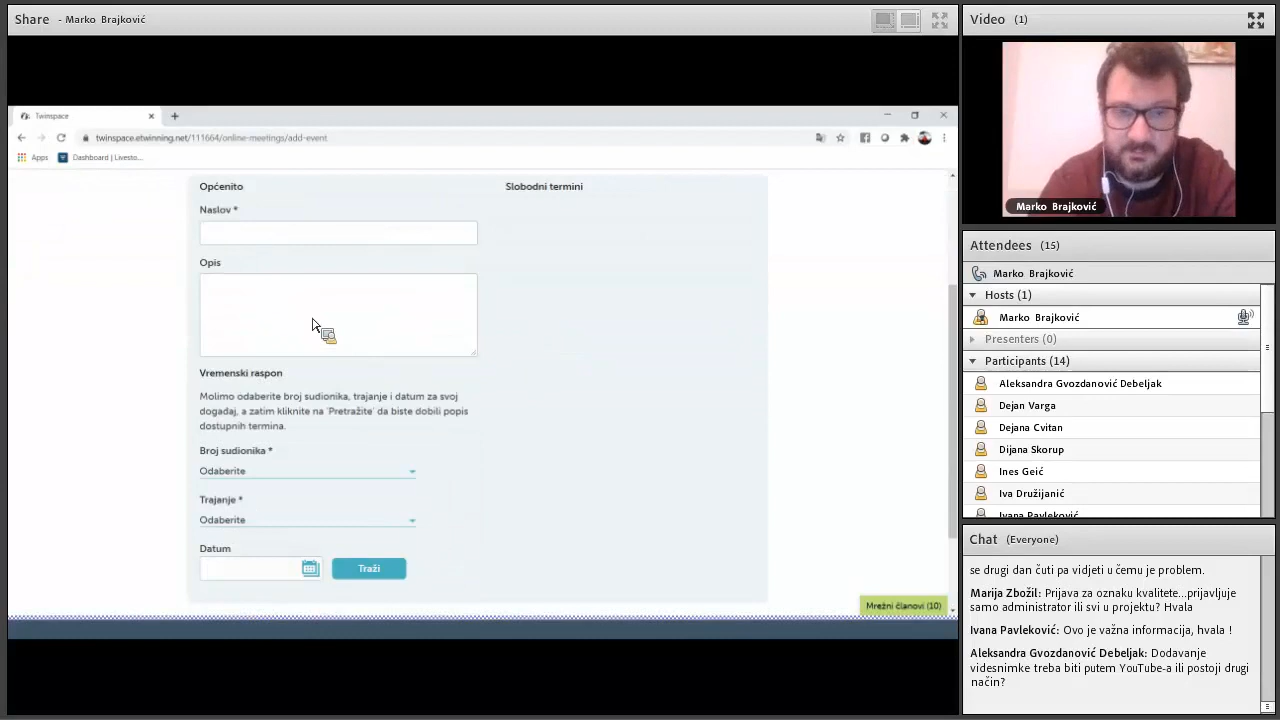 Share - Marko Brajković
Twinspace
twinspace.etwinning.net/111664/online-meetings/add-event
Apps Dashboard | Livesto...
Općenito
Naslov *
Opis
Vremenski raspon
Molimo odaberite broj sudionika, trajanje i datum za svoj
događaj, a zatim kliknite na 'Pretražite' da biste dobili popis
dostupnih termina.
Broj sudionika *
Odaberite
Trajanje *
Odaberite
Datum
Traži
Slobodni termini
Mrežni članovi (10)
Video (1)
Marko Brajković
Attendees (15)
Marko Brajković
Hosts (1)
Marko Brajković
Presenters (0)
Participants (14)
Aleksandra Gvozdanović Debeljak
Dejan Varga
Dejana Cvitan
Dijana Skorup
Ines Geić
Iva Družijanić
Ivana Pavleković
Chat (Everyone)
se drugi dan čuti pa vidjeti u čemu je problem.
Marija Zbožil: Prijava za oznaku kvalitete...prijavljuje
samo administrator ili svi u projektu? Hvala
Ivana Pavleković: Ovo je važna informacija, hvala !
Aleksandra Gvozdanović Debeljak: Dodavanje
videsnimke treba biti putem YouTube-a ili postoji drugi
način?